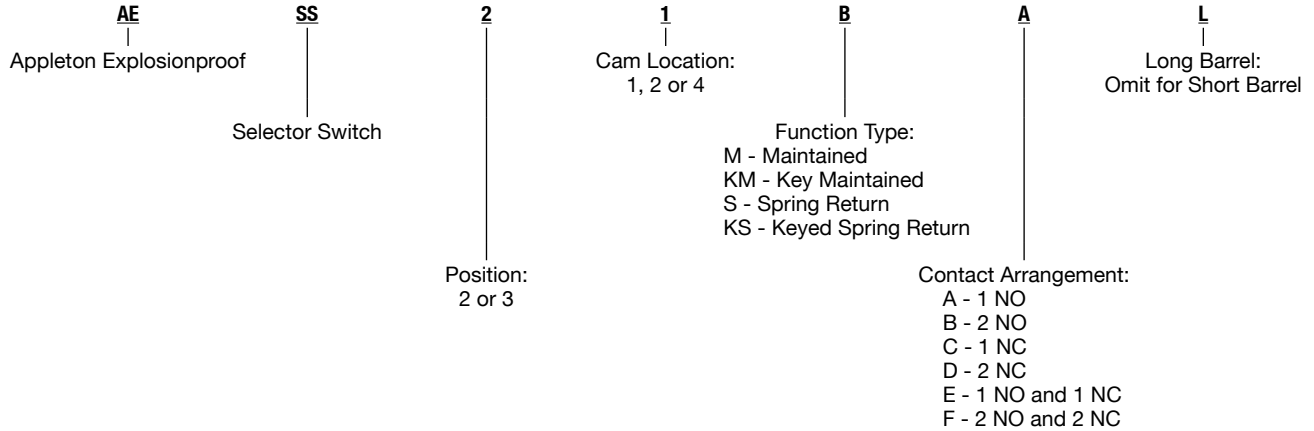 AE SS 2 1 B A L
Appleton Explosionproof
Selector Switch
Position:
2 or 3
Cam Location:
1, 2 or 4
Function Type:
M - Maintained
KM - Key Maintained
S - Spring Return
KS - Keyed Spring Return
Contact Arrangement:
A - 1 NO
B - 2 NO
C - 1 NC
D - 2 NC
E - 1 NO and 1 NC
F - 2 NO and 2 NC
Long Barrel:
Omit for Short Barrel